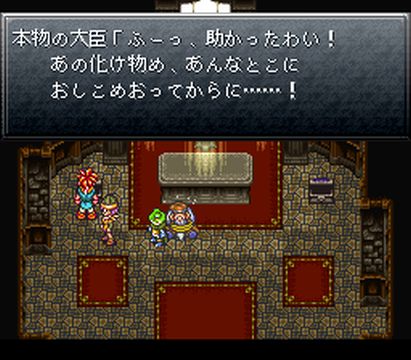 本物の大臣「ふーっ、助かったわい！
あの化け物め、あんなとこに
おしこめおってからに……！